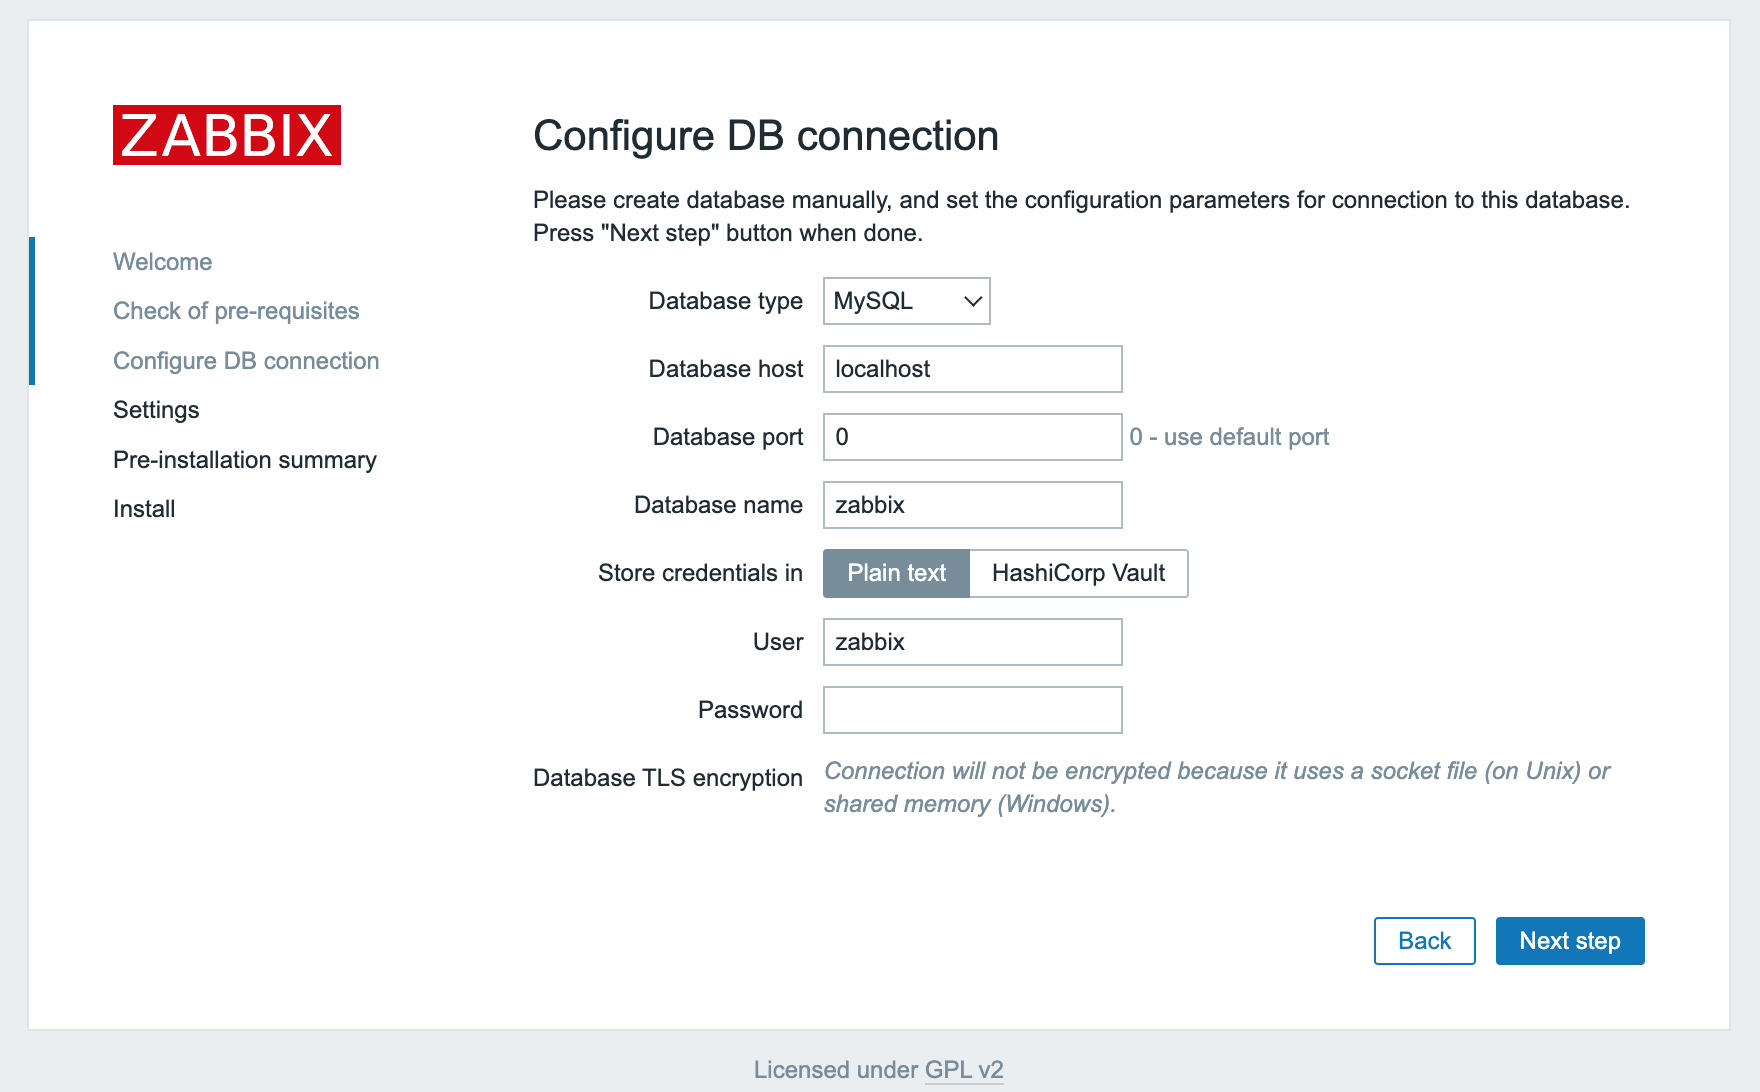 ZABBIX
Welcome
Check of pre-requisites
Configure DB connection
Settings
Pre-installation summary
Install
Configure DB connection
Please create database manually, and set the configuration parameters for connection to this database.
Press "Next step" button when done.
Database type MySQL
Database host localhost
Database port 0 0 - use default port
Database name zabbix
Store credentials in Plain text HashiCorp Vault
User zabbix
Password
Database TLS encryption Connection will not be encrypted because it uses a socket file (on Unix) or
shared memory (Windows).
Back Next step
Licensed under GPL v2